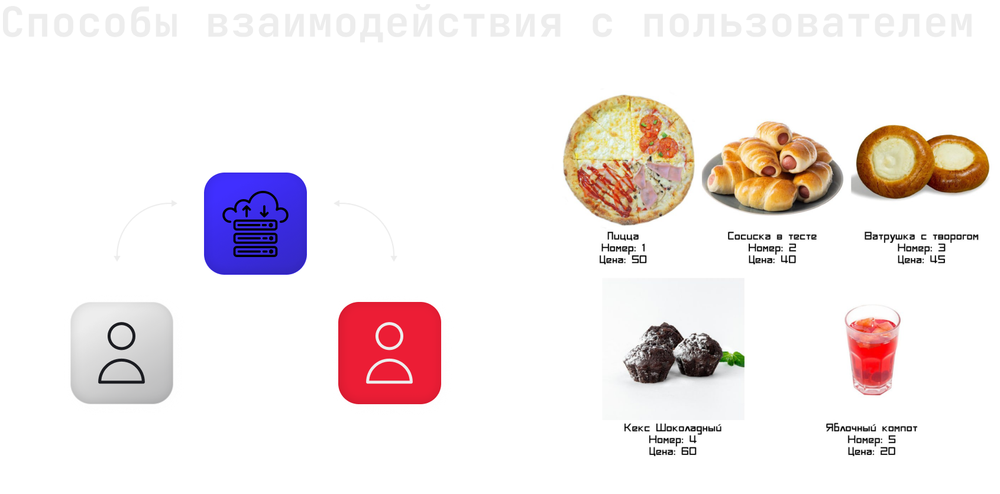 Способы взаимодействия с пользователем
Пицца
Номер: 1
Цена: 50
Сосиска в тесте
Номер: 2
Цена: 40
Ватрушка с творогом
Номер: 3
Цена: 45
Кекс Шоколадный
Номер: 4
Цена: 60
Яблочный компот
Номер: 5
Цена: 20